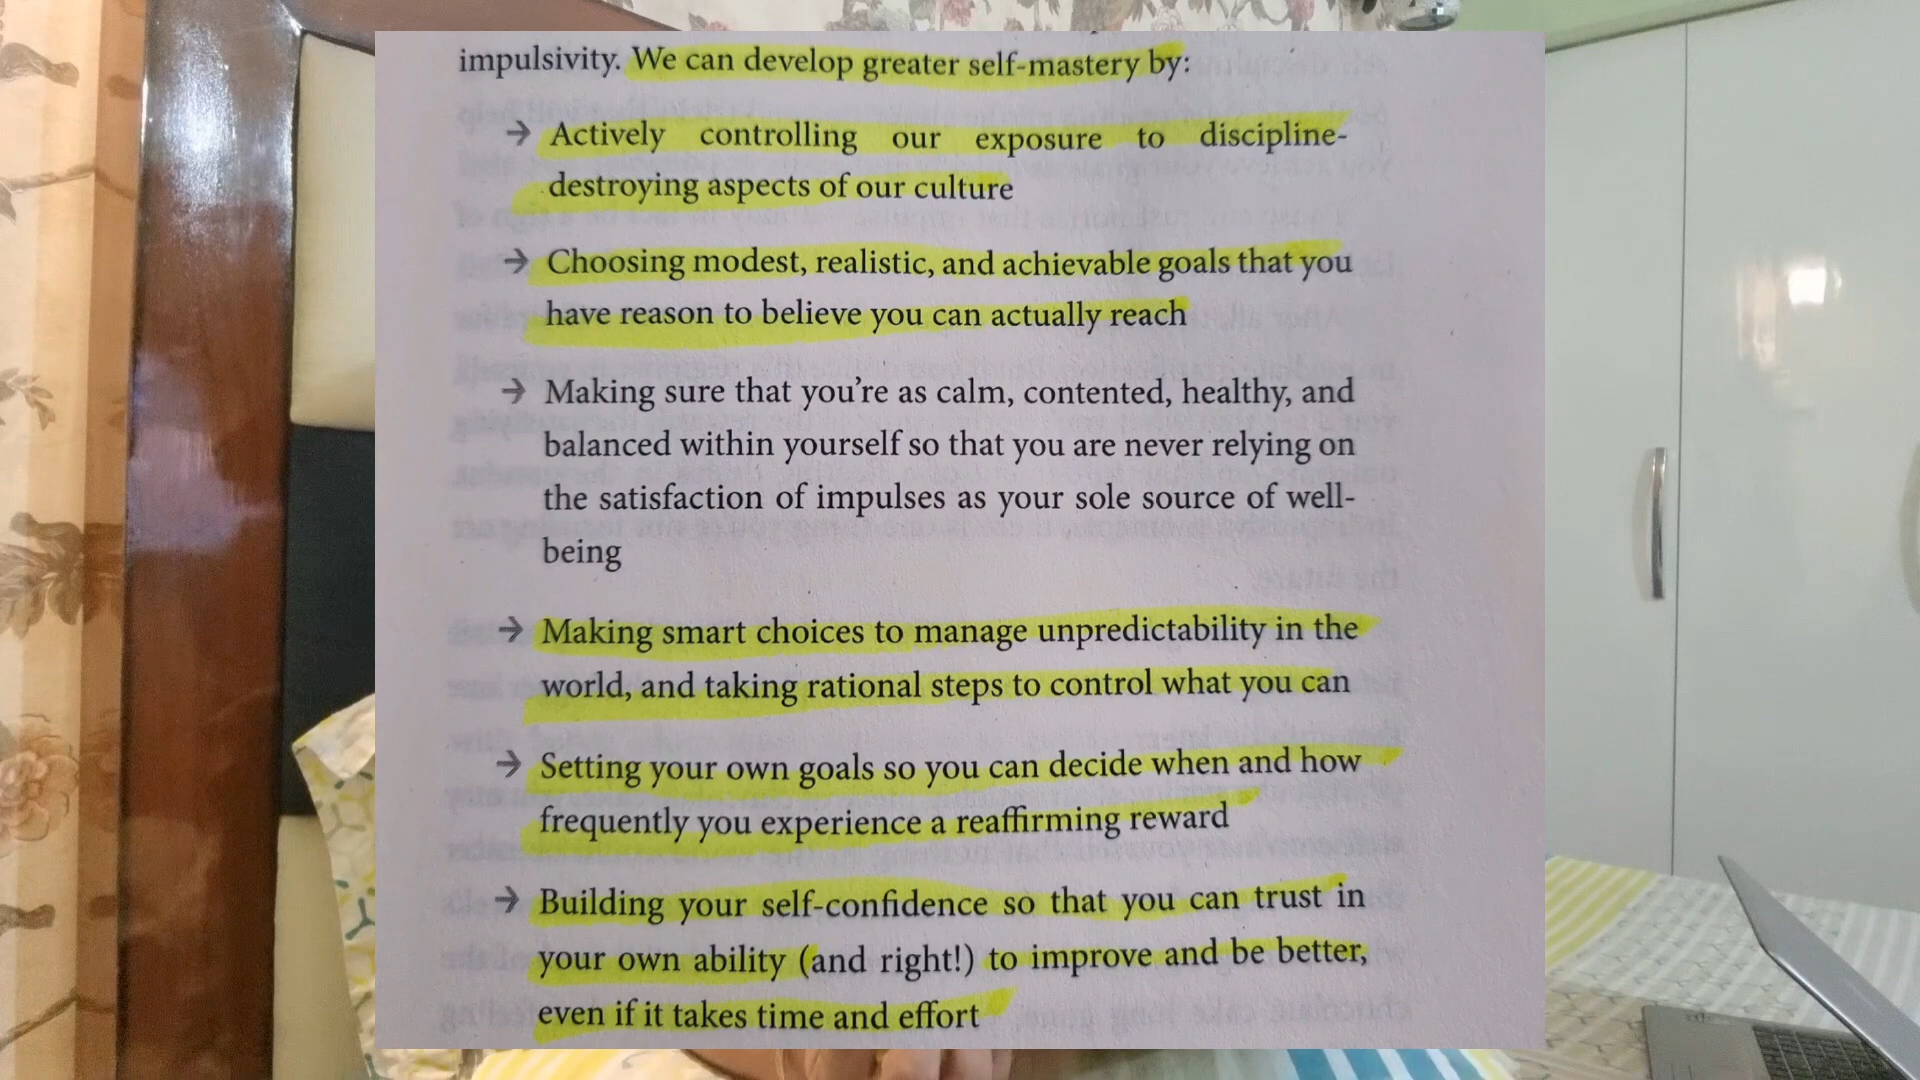 impulsivity. We can develop greater self-mastery by:
→ Actively controlling our exposure to discipline-
destroying aspects of our culture
→ Choosing modest, realistic, and achievable goals that you
have reason to believe you can actually reach
→ Making sure that you're as calm, contented, healthy, and
balanced within yourself so that you are never relying on
the satisfaction of impulses as your sole source of well-
being
→ Making smart choices to manage unpredictability in the
world, and taking rational steps to control what you can
→ Setting your own goals so you can decide when and how
frequently you experience a reaffirming reward
→ Building your self-confidence so that you can trust in
your own ability (and right!) to improve and be better,
even if it takes time and effort